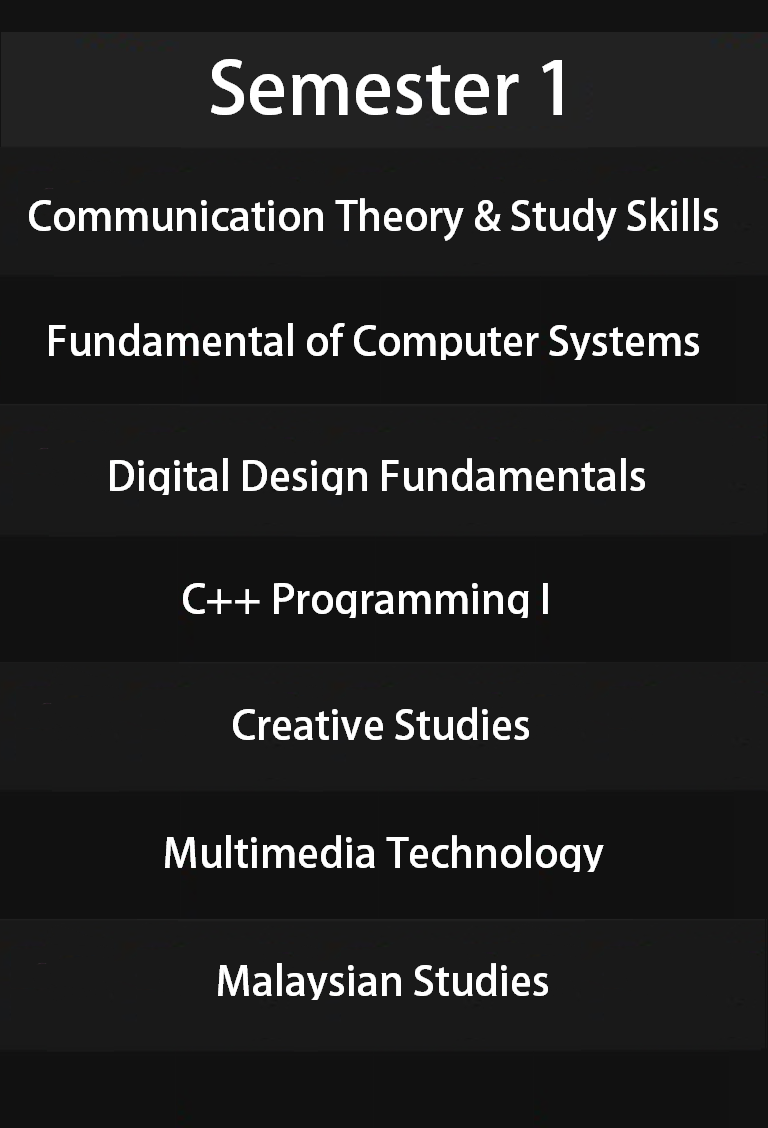 Semester 1
Communication Theory & Study Skills
Fundamental of Computer Systems
Digital Design Fundamentals
C++ Programming I
Creative Studies
Multimedia Technology
Malaysian Studies